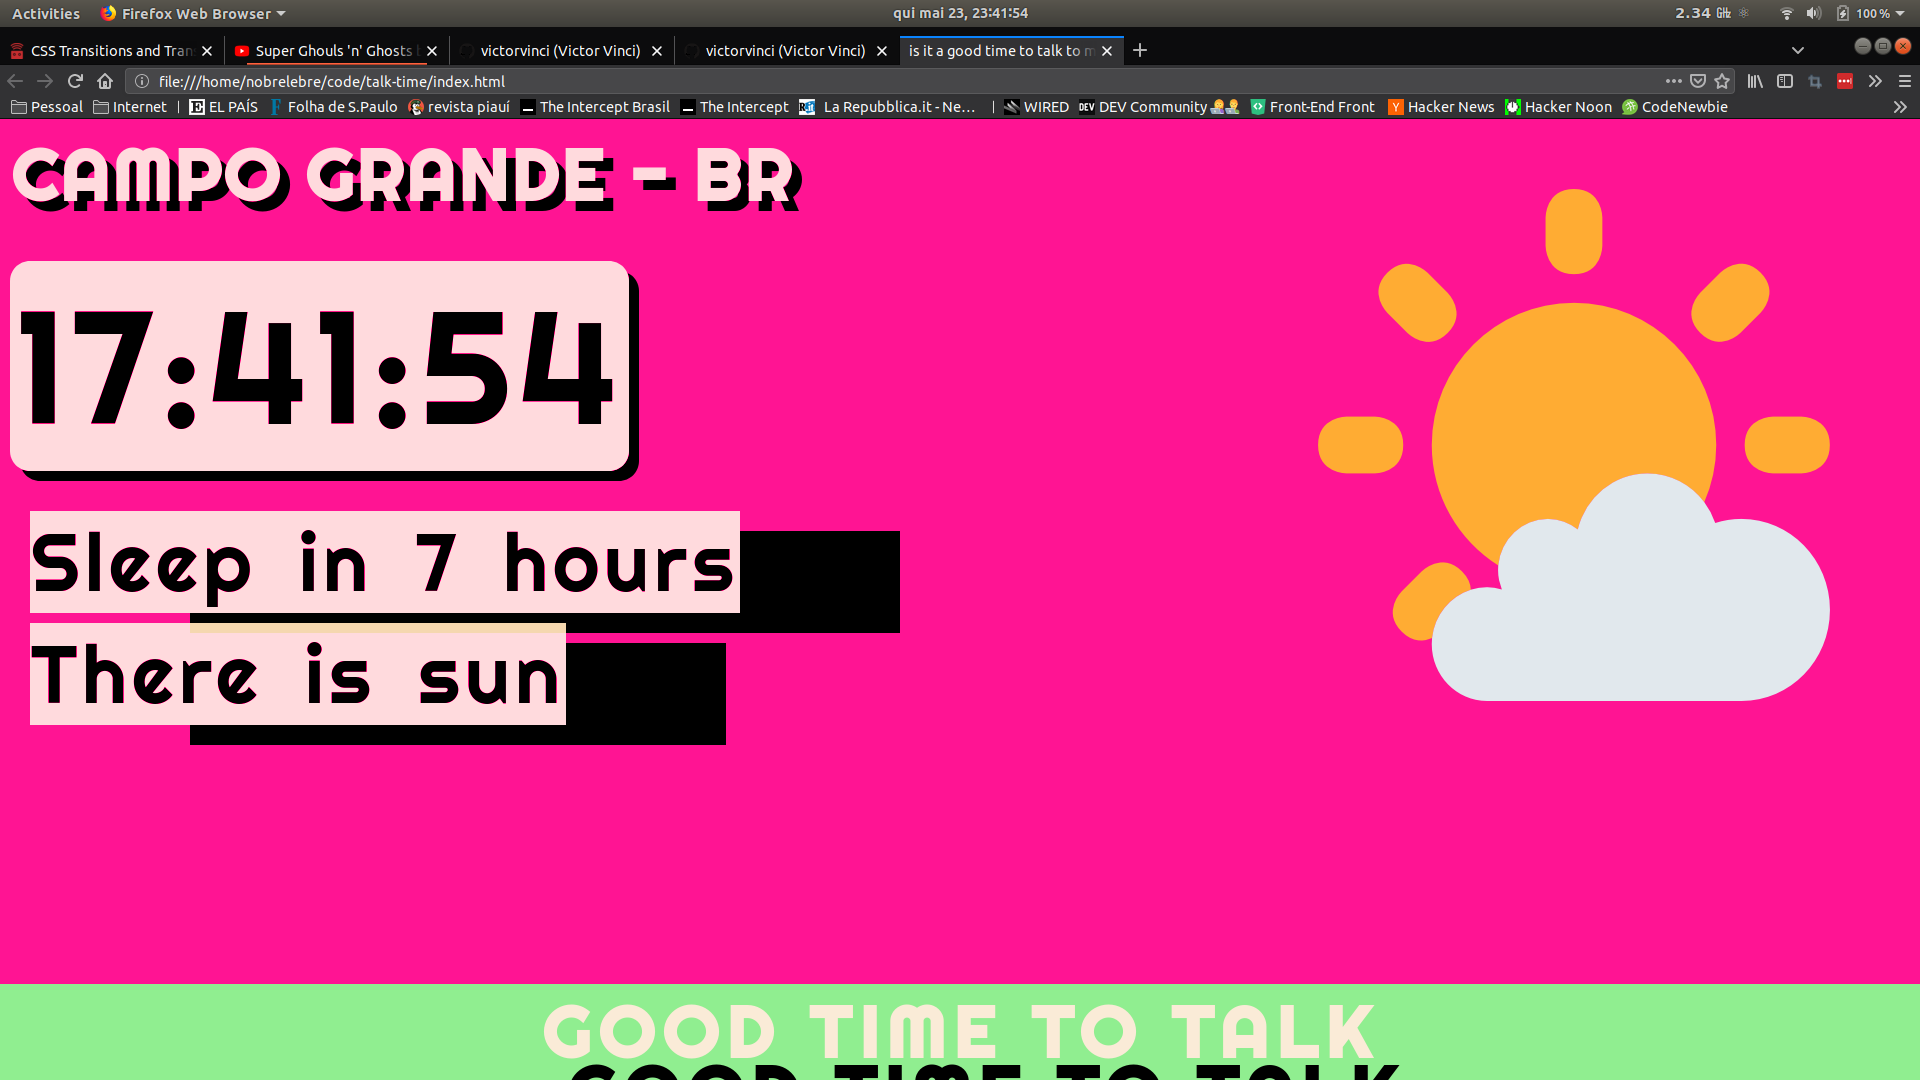 Activities Firefox Web Browser qui mai 23, 23:41:54 2.34 GHz 100 %
CSS Transitions and Tran Super Ghouls 'n' Ghosts victorvinci (Victor Vinci) victorvinci (Victor Vinci) is it a good time to talk to m
file:///home/nobrelebre/code/talk-time/index.html
Pessoal Internet | EL PAÍS Folha de S.Paulo revista piauí The Intercept Brasil The Intercept La Repubblica.it - Ne… | WIRED DEV Community Front-End Front Hacker News Hacker Noon CodeNewbie
CAMPO GRANDE - BR
17:41:54
Sleep in 7 hours
There is sun
GOOD TIME TO TALK